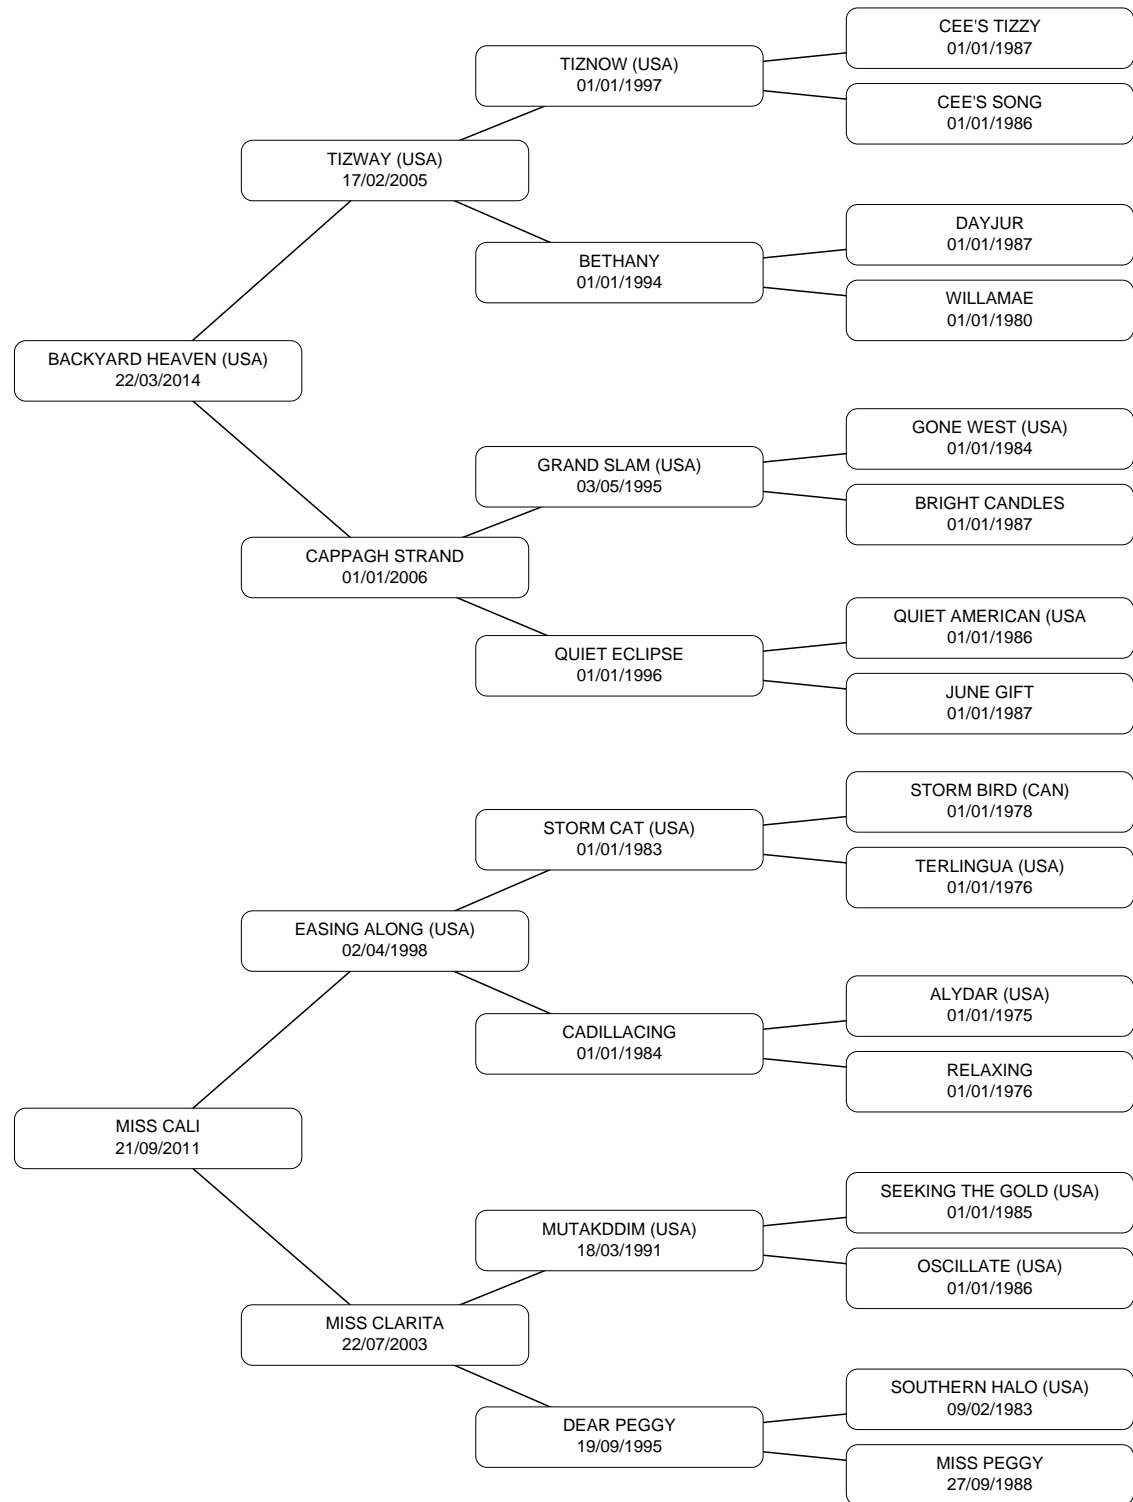 CEE'S TIZZY
01/01/1987
TIZNOW (USA)
01/01/1997
CEE'S SONG
01/01/1986
TIZWAY (USA)
17/02/2005
DAYJUR
01/01/1987
BETHANY
01/01/1994
WILLAMAE
01/01/1980
BACKYARD HEAVEN (USA)
22/03/2014
GONE WEST (USA)
01/01/1984
GRAND SLAM (USA)
03/05/1995
BRIGHT CANDLES
01/01/1987
CAPPAGH STRAND
01/01/2006
QUIET AMERICAN (USA
01/01/1986
QUIET ECLIPSE
01/01/1996
JUNE GIFT
01/01/1987
STORM BIRD (CAN)
01/01/1978
STORM CAT (USA)
01/01/1983
TERLINGUA (USA)
01/01/1976
EASING ALONG (USA)
02/04/1998
ALYDAR (USA)
01/01/1975
CADILLACING
01/01/1984
RELAXING
01/01/1976
MISS CALI
21/09/2011
SEEKING THE GOLD (USA)
01/01/1985
MUTAKDDIM (USA)
18/03/1991
OSCILLATE (USA)
01/01/1986
MISS CLARITA
22/07/2003
SOUTHERN HALO (USA)
09/02/1983
DEAR PEGGY
19/09/1995
MISS PEGGY
27/09/1988